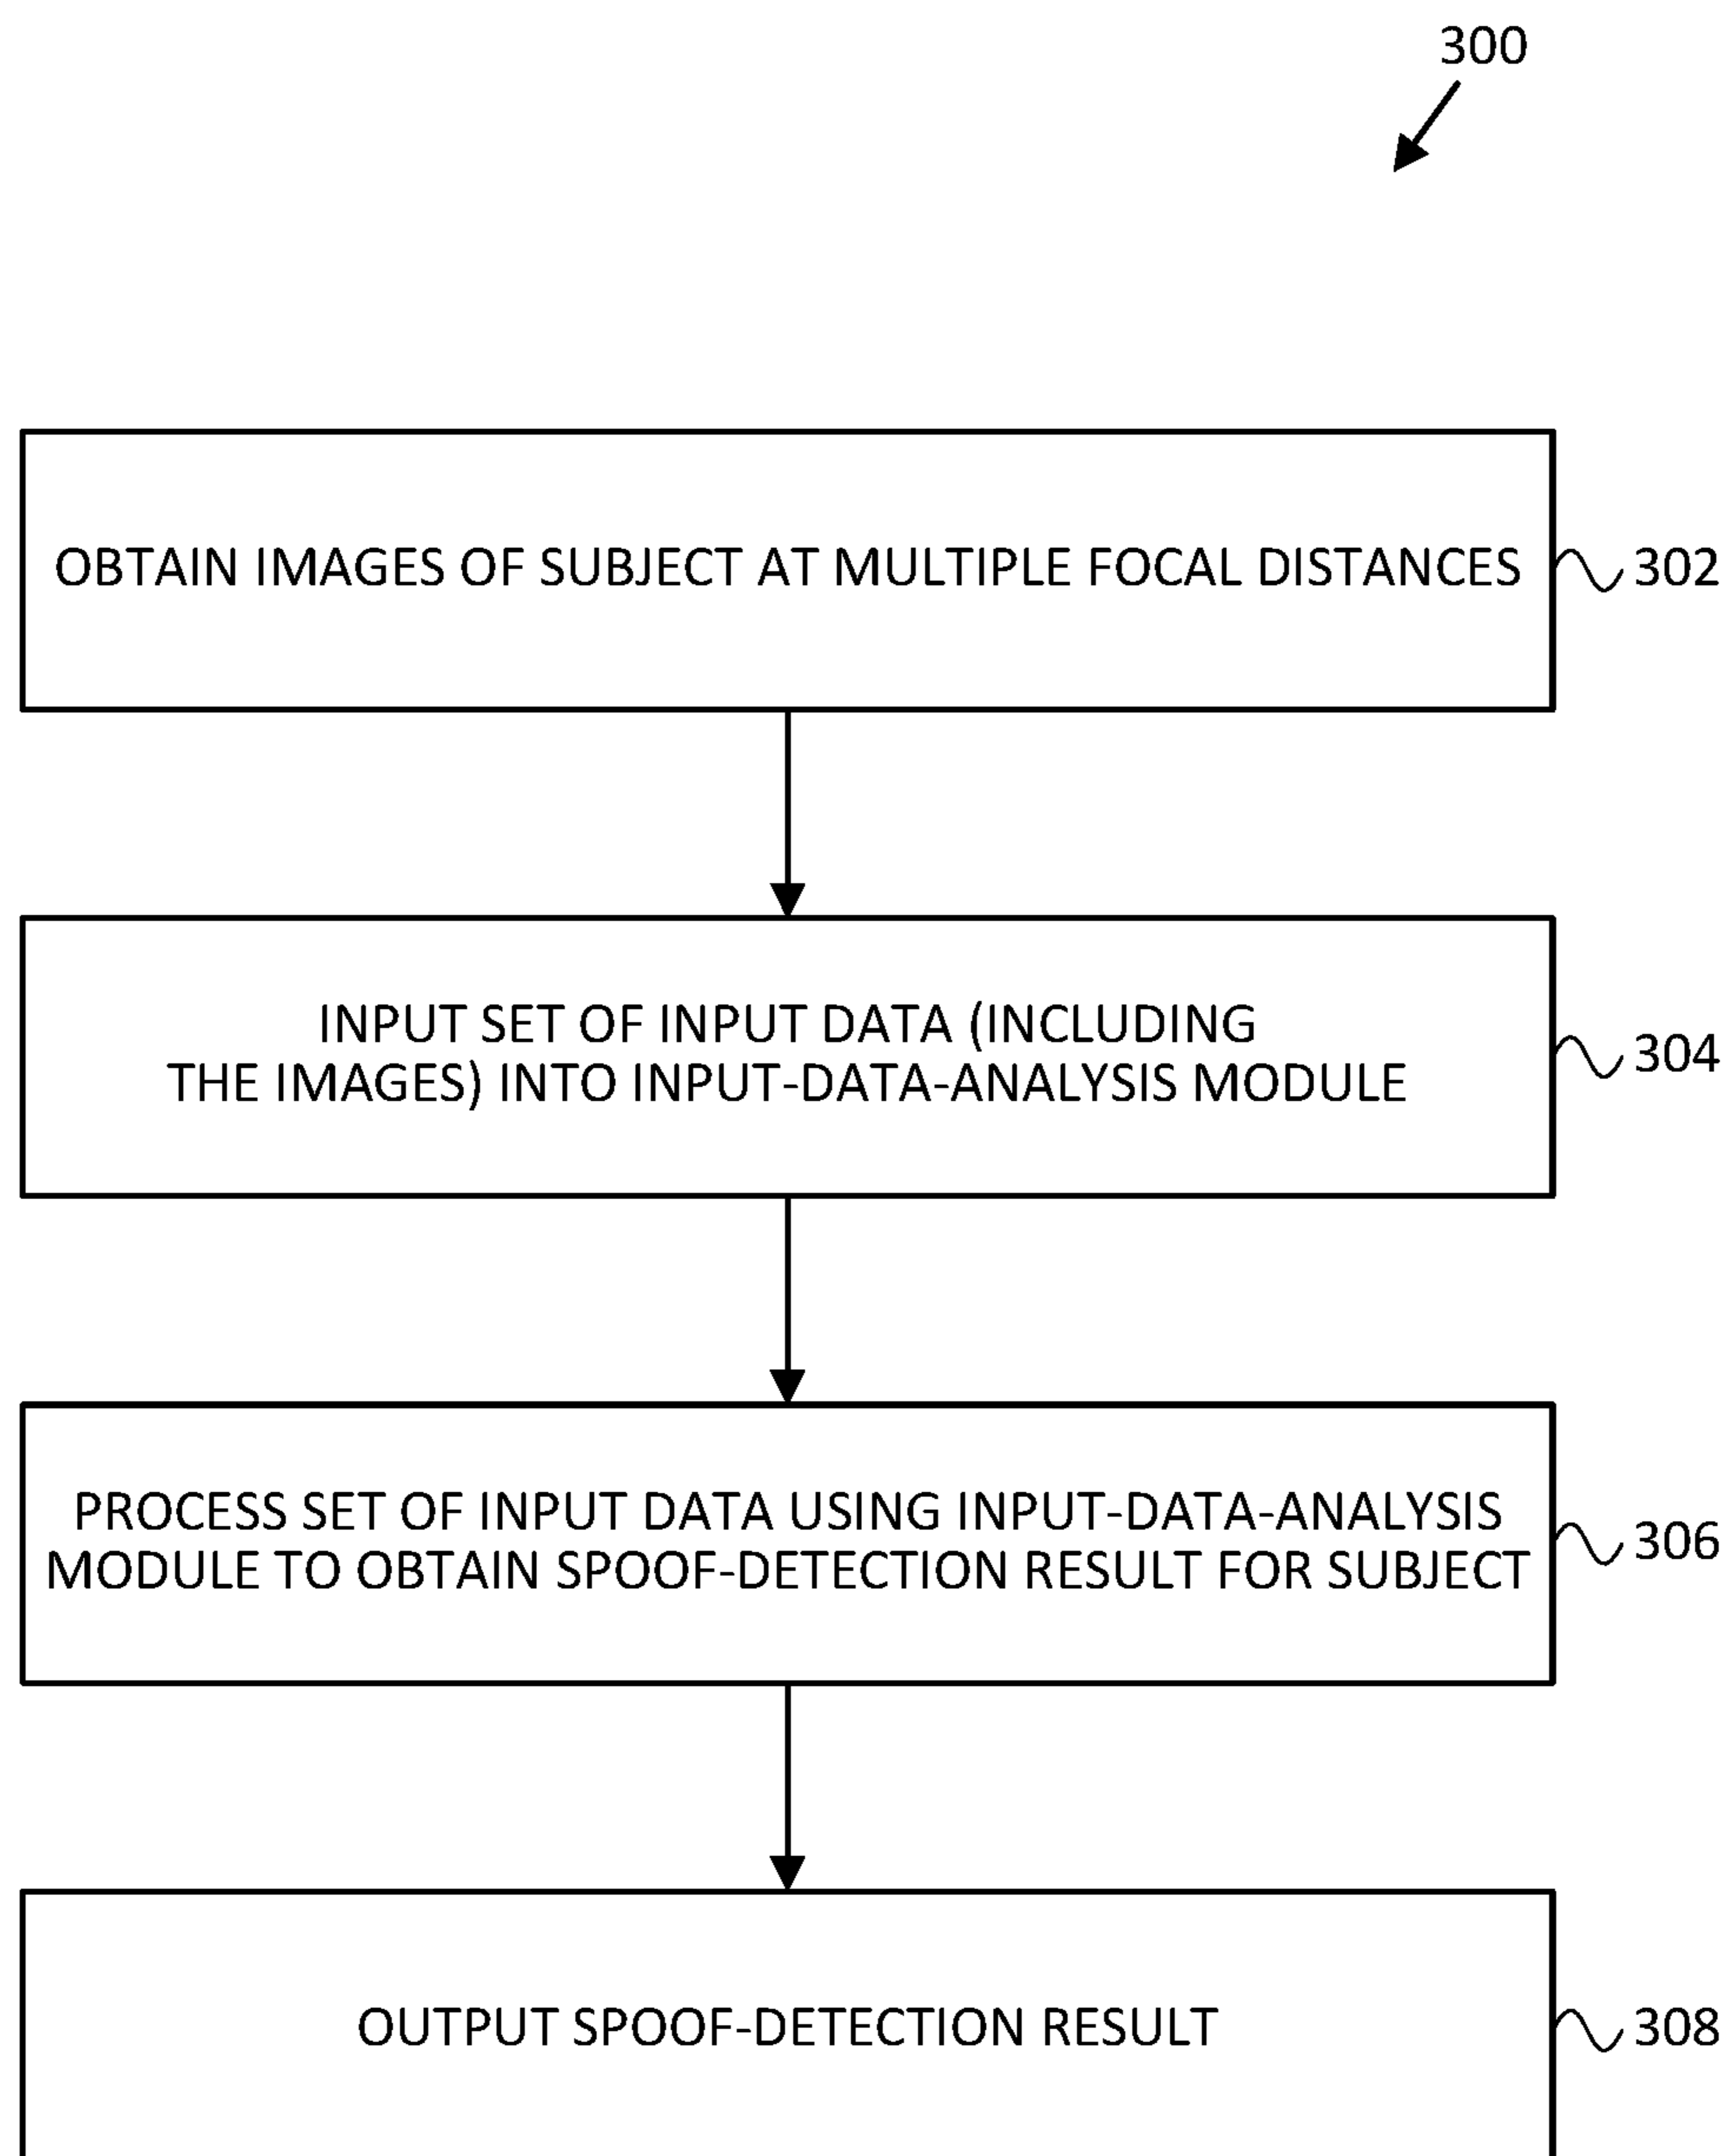 300
OBTAIN IMAGES OF SUBJECT AT MULTIPLE FOCAL DISTANCES
302
INPUT SET OF INPUT DATA (INCLUDING
THE IMAGES) INTO INPUT-DATA-ANALYSIS MODULE
304
PROCESS SET OF INPUT DATA USING INPUT-DATA-ANALYSIS
MODULE TO OBTAIN SPOOF-DETECTION RESULT FOR SUBJECT
306
OUTPUT SPOOF-DETECTION RESULT
308